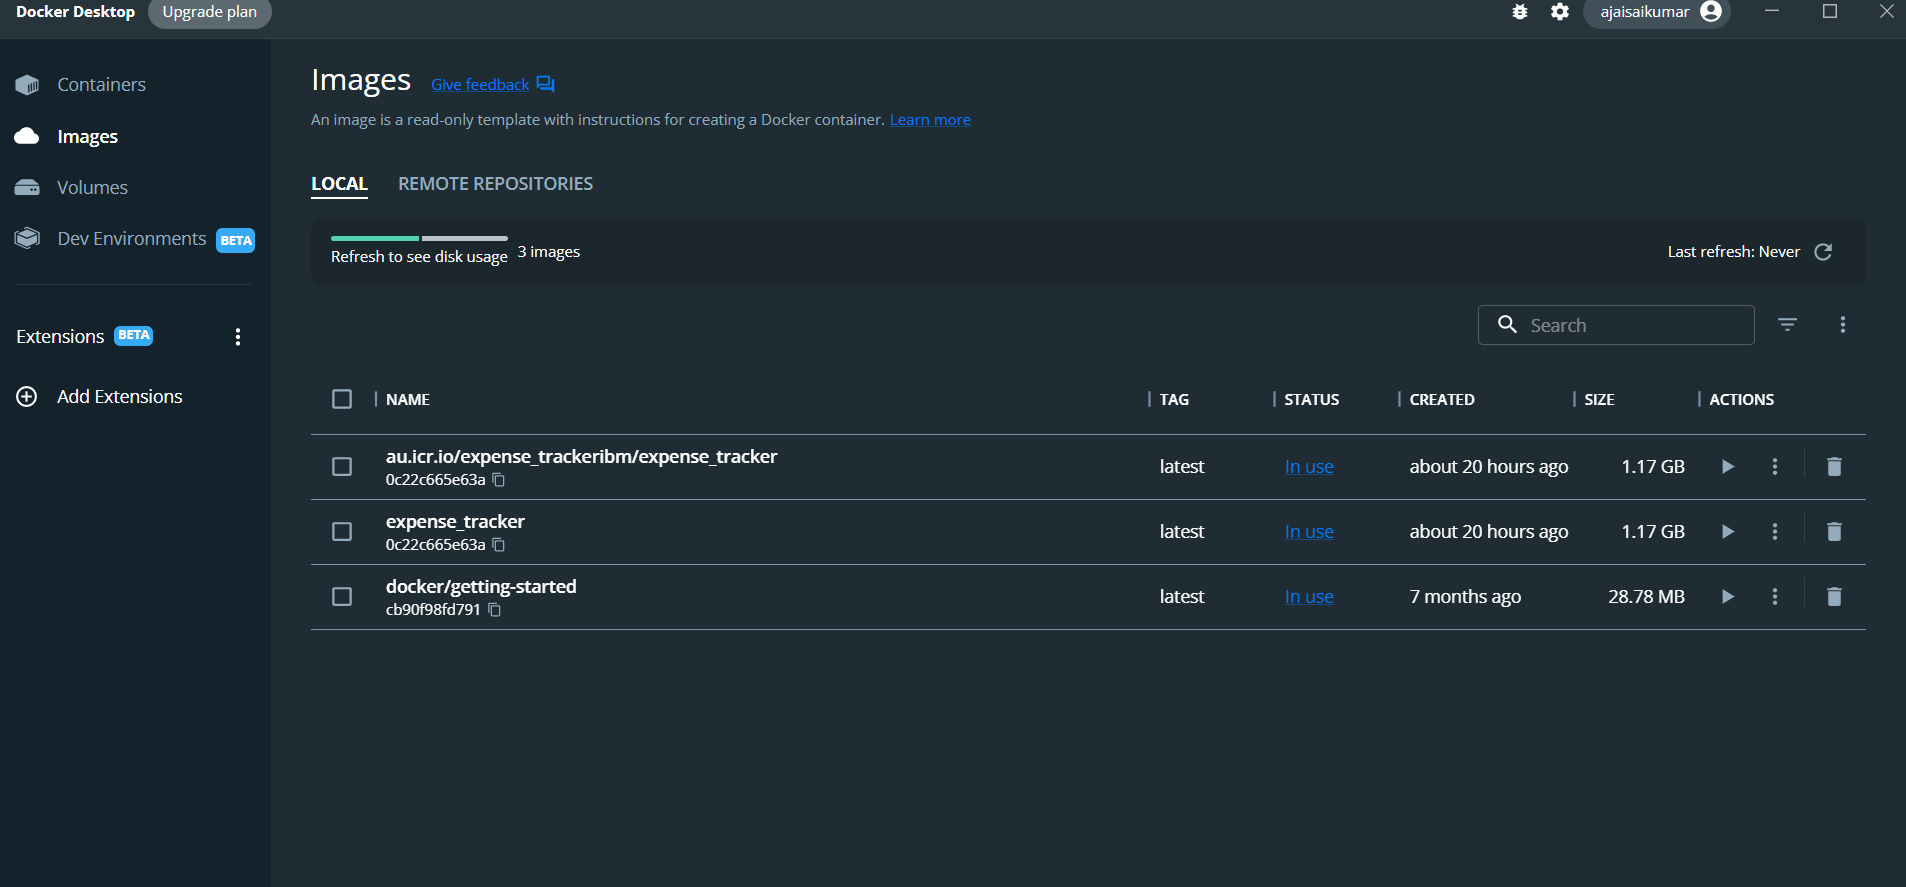 Docker Desktop Upgrade plan ajaisaikumar
Containers
Images
Volumes
Dev Environments BETA
Extensions BETA
Add Extensions
Images Give feedback
An image is a read-only template with instructions for creating a Docker container. Learn more
LOCAL REMOTE REPOSITORIES
Refresh to see disk usage 3 images Last refresh: Never
Search
NAME TAG STATUS CREATED SIZE ACTIONS
au.icr.io/expense_trackeribm/expense_tracker
0c22c665e63a
latest In use about 20 hours ago 1.17 GB
expense_tracker
0c22c665e63a
latest In use about 20 hours ago 1.17 GB
docker/getting-started
cb90f98fd791
latest In use 7 months ago 28.78 MB